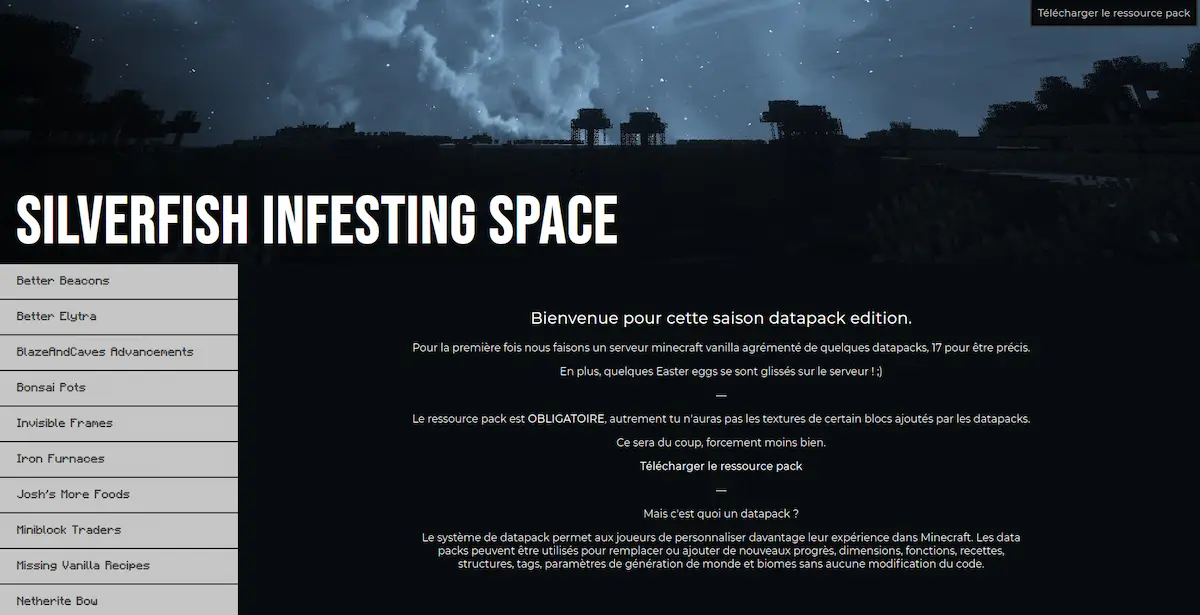 Télécharger le ressource pack
SILVERFISH INFESTING SPACE
Better Beacons
Better Elytra
BlazeAndCaves Advancements
Bonsai Pots
Invisible Frames
Iron Furnaces
Josh's More Foods
Miniblock Traders
Missing Vanilla Recipes
Netherite Bow
Bienvenue pour cette saison datapack edition.
Pour la première fois nous faisons un serveur minecraft vanilla agrémenté de quelques datapacks, 17 pour être précis.
En plus, quelques Easter eggs se sont glissés sur le serveur ! ;)
—
Le ressource pack est OBLIGATOIRE, autrement tu n'auras pas les textures de certain blocs ajoutés par les datapacks.
Ce sera du coup, forcement moins bien.
Télécharger le ressource pack
—
Mais c'est quoi un datapack ?
Le système de datapack permet aux joueurs de personnaliser davantage leur expérience dans Minecraft. Les data
packs peuvent être utilisés pour remplacer ou ajouter de nouveaux progrès, dimensions, fonctions, recettes,
structures, tags, paramètres de génération de monde et biomes sans aucune modification du code.